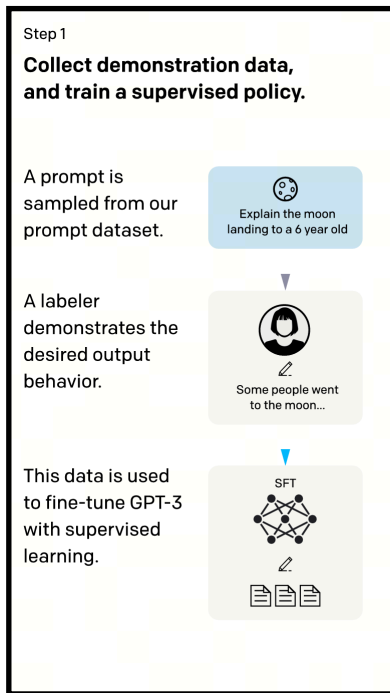 Step 1
Collect demonstration data,
and train a supervised policy.
A prompt is
sampled from our
prompt dataset.
Explain the moon
landing to a 6 year old
A labeler
demonstrates the
desired output
behavior.
Some people went
to the moon...
This data is used
to fine-tune GPT-3
with supervised
learning.
SFT